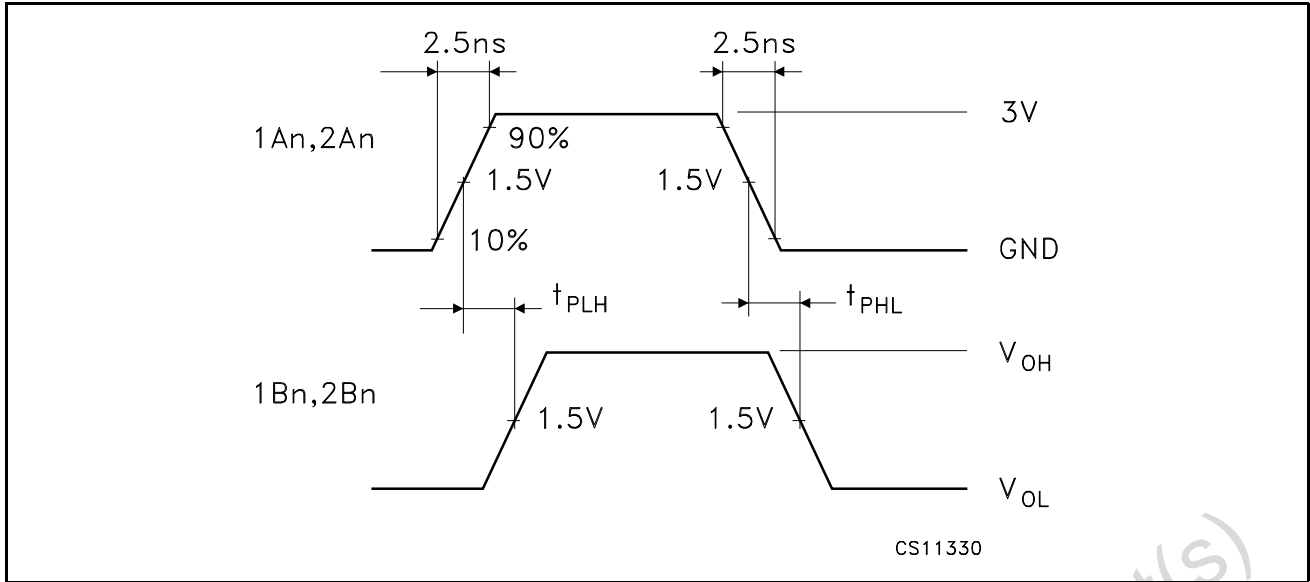 2.5ns 2.5ns
3V
1An,2An 90%
1.5V 1.5V
10%
GND
tPLH tPHL
VOH
1Bn,2Bn
1.5V 1.5V
VOL
CS11330
t(s)